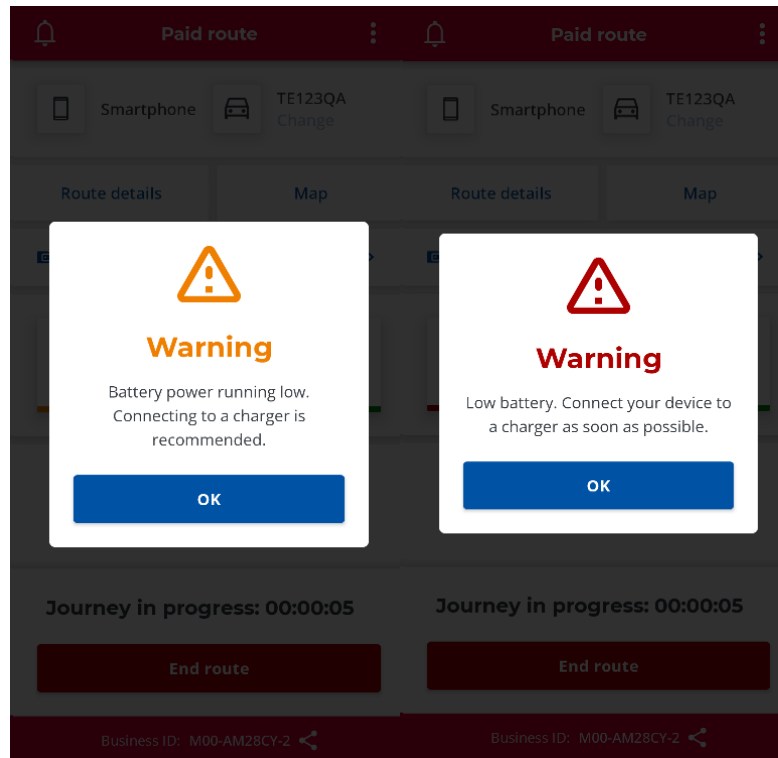 Paid route
Smartphone
TE123QA
Change
Route details
Map
Warning
Battery power running low.
Connecting to a charger is
recommended.
OK
Journey in progress: 00:00:05
End route
Business ID: M00-AM28CY-2
Paid route
Smartphone
TE123QA
Change
Route details
Map
Warning
Low battery. Connect your device to
a charger as soon as possible.
OK
Journey in progress: 00:00:05
End route
Business ID: M00-AM28CY-2